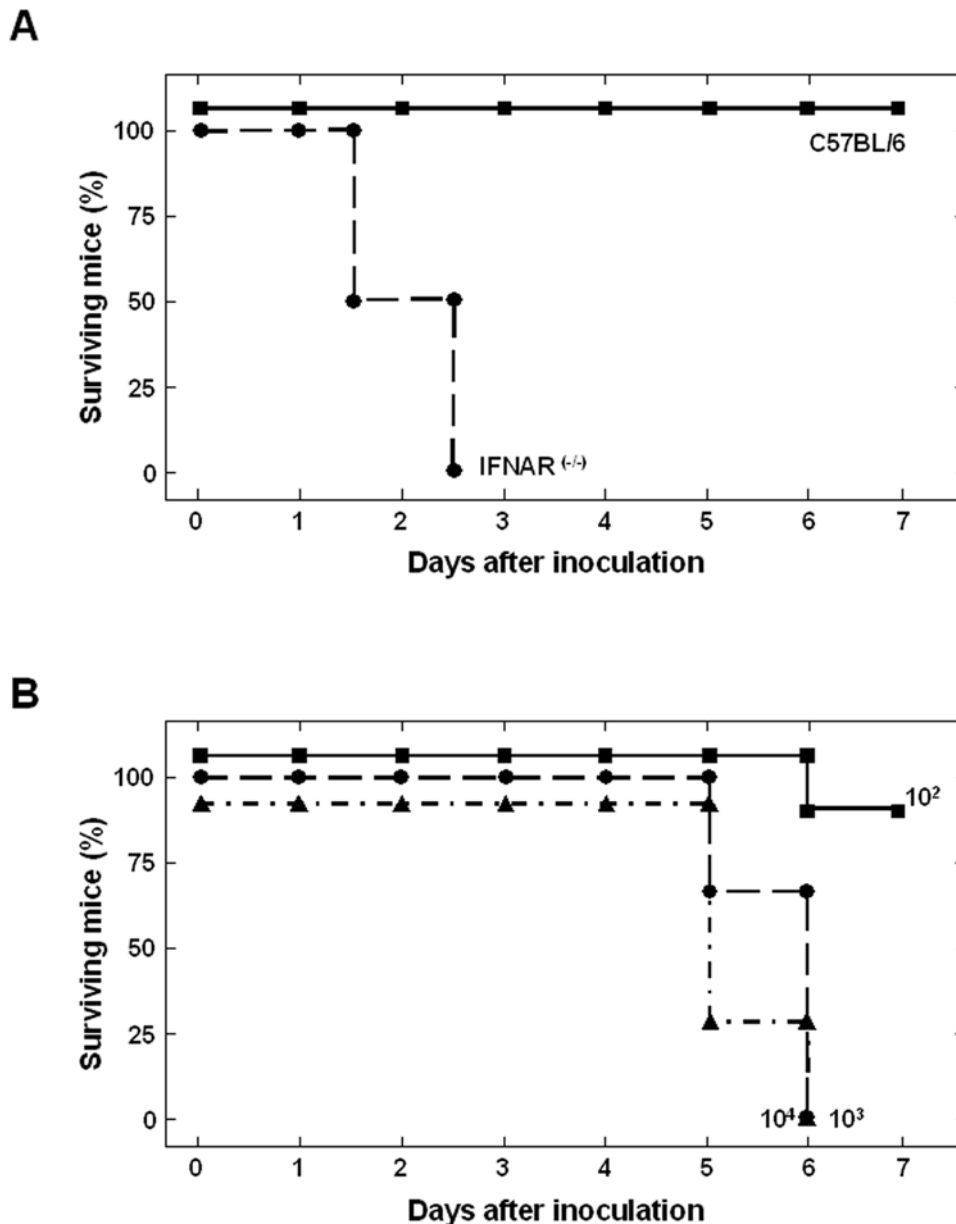 A
Surviving mice (%)
100
75
50
25
0
C57BL/6
IFNAR (-/-)
0 1 2 3 4 5 6 7
Days after inoculation
B
Surviving mice (%)
100
75
50
25
0
10²
10⁴ 10³
0 1 2 3 4 5 6 7
Days after inoculation